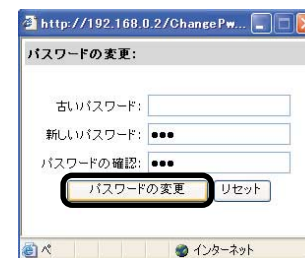 http://192.168.0.2/ChangePw...
パスワードの変更:
古いパスワード:
新しいパスワード: ●●●
パスワードの確認: ●●●
パスワードの変更 リセット
ペ インターネット